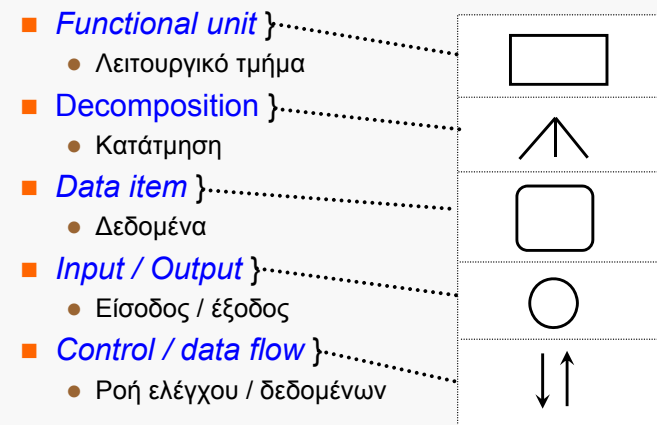 Functional unit }
Λειτουργικό τμήμα
Decomposition }
Κατάτμηση
Data item }
Δεδομένα
Input / Output }
Είσοδος / έξοδος
Control / data flow }
Ροή ελέγχου / δεδομένων